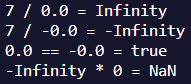 7 / 0.0 = Infinity
7 / -0.0 = -Infinity
0.0 == -0.0 = true
-Infinity * 0 = NaN